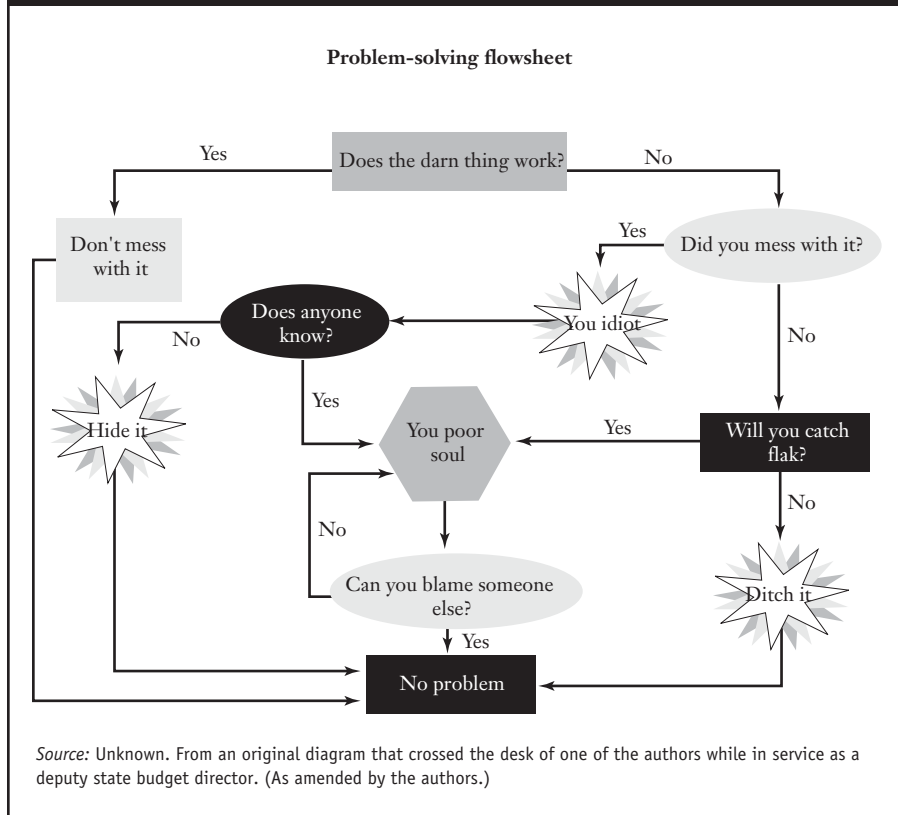 Problem-solving flowsheet
Does the darn thing work?
Yes
No
Don't mess
with it
Did you mess with it?
Yes
You idiot
Does anyone
know?
No
No
Hide it
Yes
You poor
soul
Yes
Will you catch
flak?
No
No
Can you blame someone
else?
Ditch it
Yes
No problem
Source: Unknown. From an original diagram that crossed the desk of one of the authors while in service as a
deputy state budget director. (As amended by the authors.)